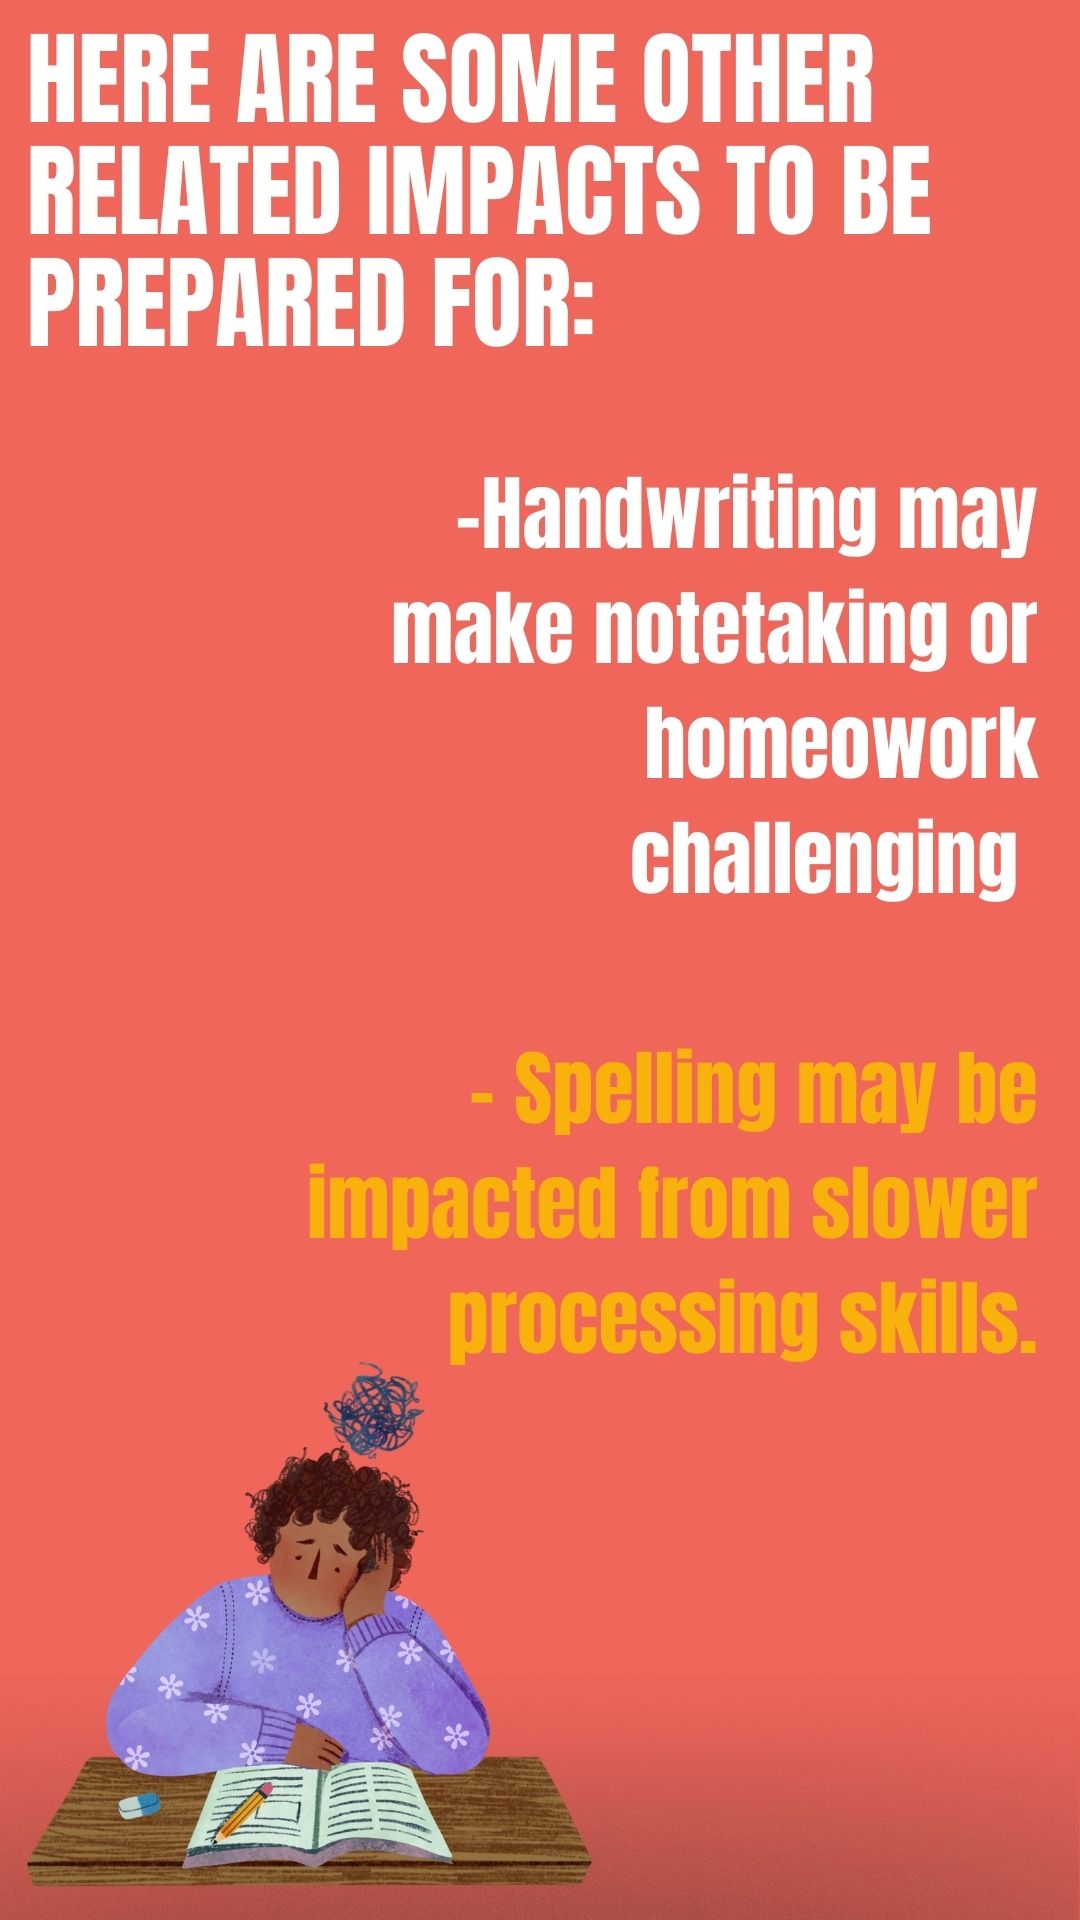 HERE ARE SOME OTHER
RELATED IMPACTS TO BE
PREPARED FOR:
-Handwriting may
make notetaking or
homeowork
challenging
- Spelling may be
impacted from slower
processing skills.